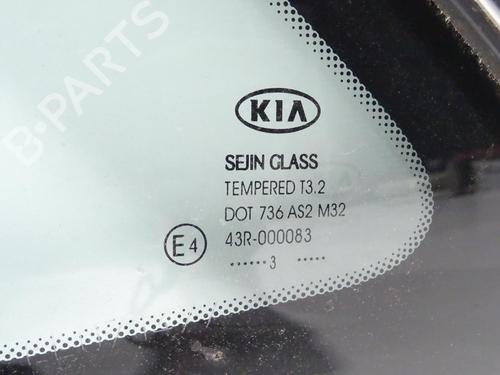 B-PARTS
KIA
SEJIN GLASS
TEMPERED T3.2
DOT 736 AS2 M32
E4 43R-000083
...... 3 .....